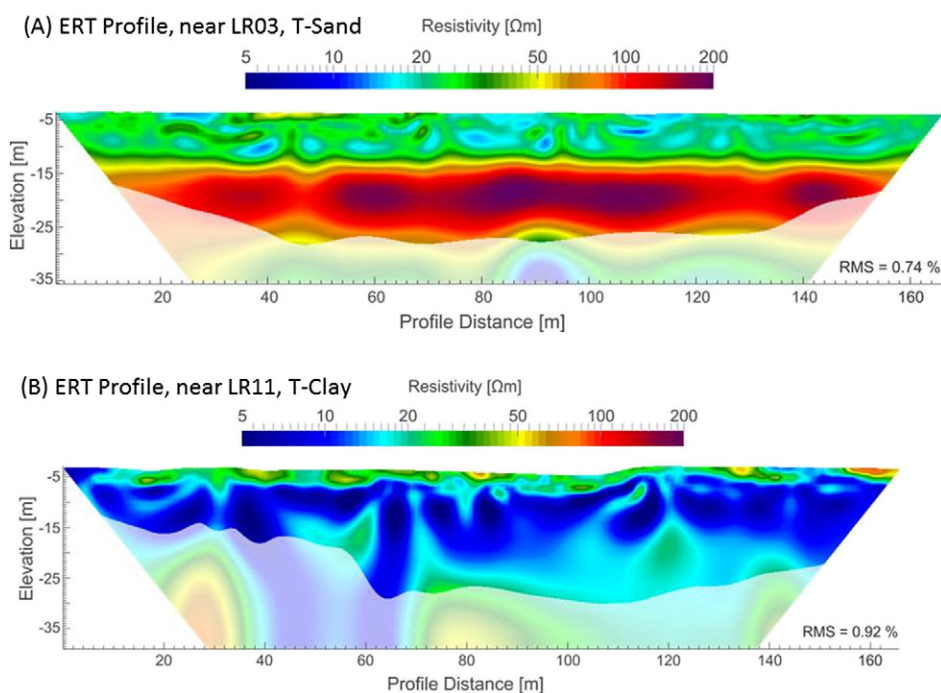 (A) ERT Profile, near LR03, T-Sand
Resistivity [Ωm]
5 10 20 50 100 200
Elevation [m]
-5
-15
-25
-35
RMS = 0.74 %
20 40 60 80 100 120 140 160
Profile Distance [m]
(B) ERT Profile, near LR11, T-Clay
Resistivity [Ωm]
5 10 20 50 100 200
Elevation [m]
-5
-15
-25
-35
RMS = 0.92 %
20 40 60 80 100 120 140 160
Profile Distance [m]